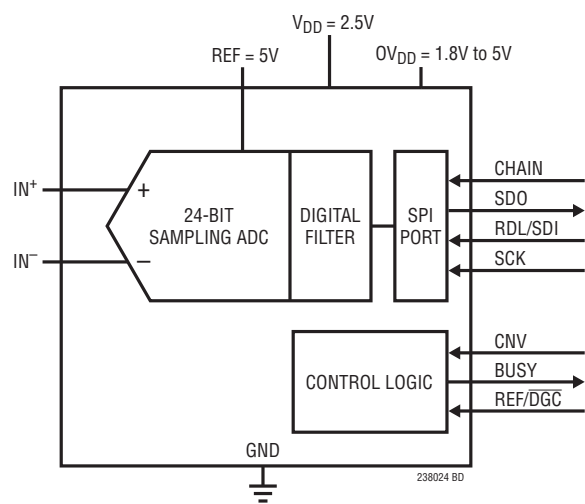 V_DD = 2.5V
REF = 5V
OV_DD = 1.8V to 5V
IN⁺
IN⁻
+
–
24-BIT
SAMPLING ADC
DIGITAL
FILTER
SPI
PORT
CHAIN
SDO
RDL/SDI
SCK
CONTROL LOGIC
CNV
BUSY
REF/D̅G̅C̅
GND
238024 BD